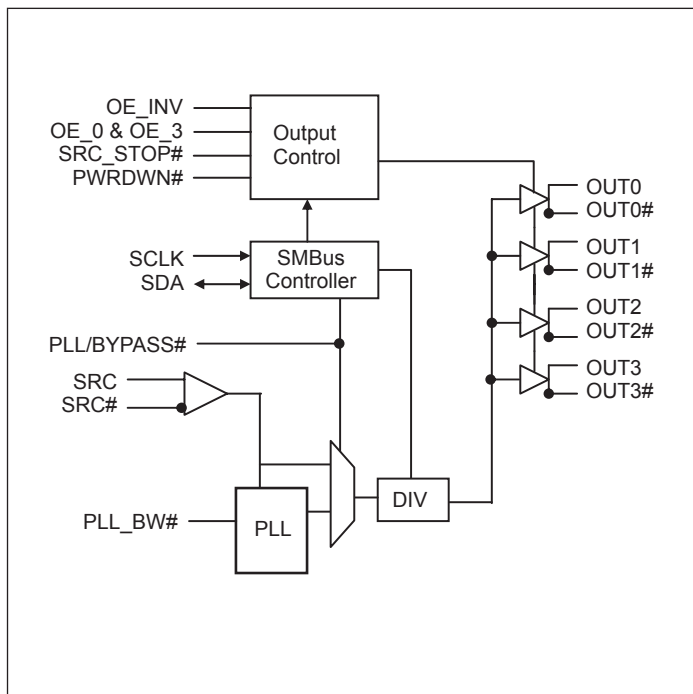 OE_INV
OE_0 & OE_3
SRC_STOP#
PWRDWN#
Output
Control
SCLK
SDA
SMBus
Controller
PLL/BYPASS#
SRC
SRC#
PLL_BW#
PLL
DIV
OUT0
OUT0#
OUT1
OUT1#
OUT2
OUT2#
OUT3
OUT3#